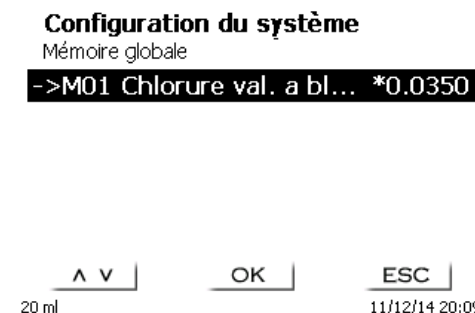 Configuration du système
Mémoire globale
->M01 Chlorure val. a bl... *0.0350
∧ ∨ OK ESC
20 ml 11/12/14 20:09